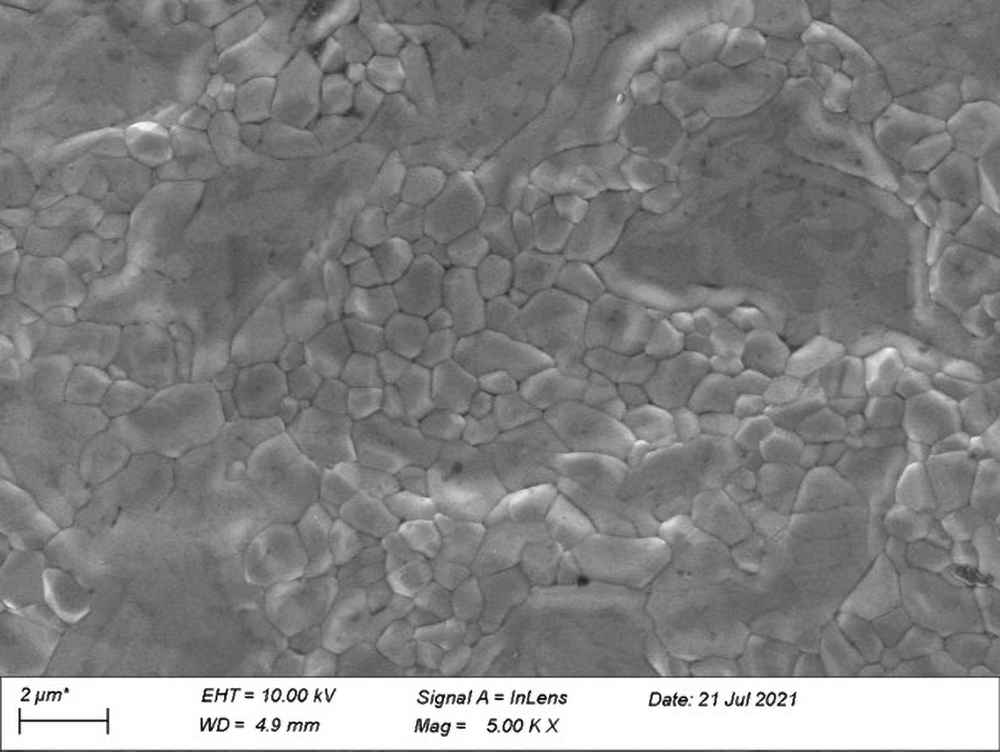 2 µm*
EHT = 10.00 kV
Signal A = InLens
Date: 21 Jul 2021
WD = 4.9 mm
Mag = 5.00 K X